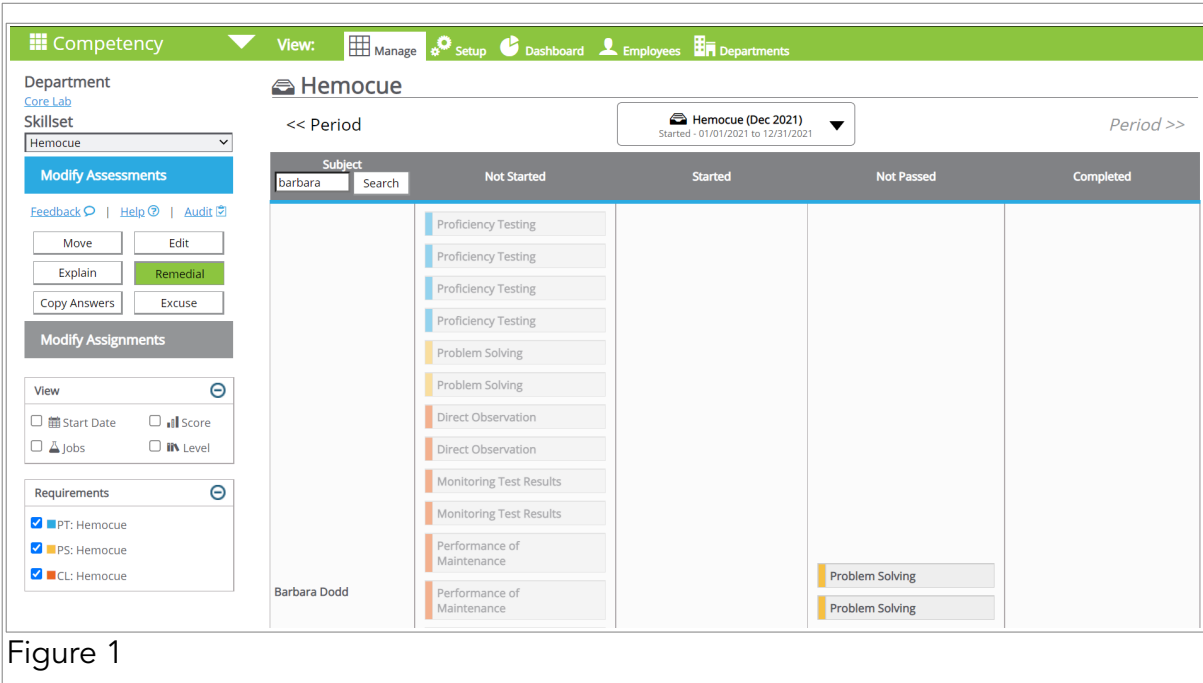 Competency
View:
Manage
Setup
Dashboard
Employees
Departments
Department
Core Lab
Skillset
Hemocue
Modify Assessments
Feedback | Help | Audit
Move
Edit
Explain
Remedial
Copy Answers
Excuse
Modify Assignments
View
Start Date
Score
Jobs
Level
Requirements
PT: Hemocue
PS: Hemocue
CL: Hemocue
Hemocue
<< Period
Hemocue (Dec 2021)
Started - 01/01/2021 to 12/31/2021
Period >>
Subject
barbara
Search
Not Started
Started
Not Passed
Completed
Proficiency Testing
Proficiency Testing
Proficiency Testing
Proficiency Testing
Problem Solving
Problem Solving
Direct Observation
Direct Observation
Monitoring Test Results
Monitoring Test Results
Performance of
Maintenance
Performance of
Maintenance
Barbara Dodd
Problem Solving
Problem Solving
Figure 1